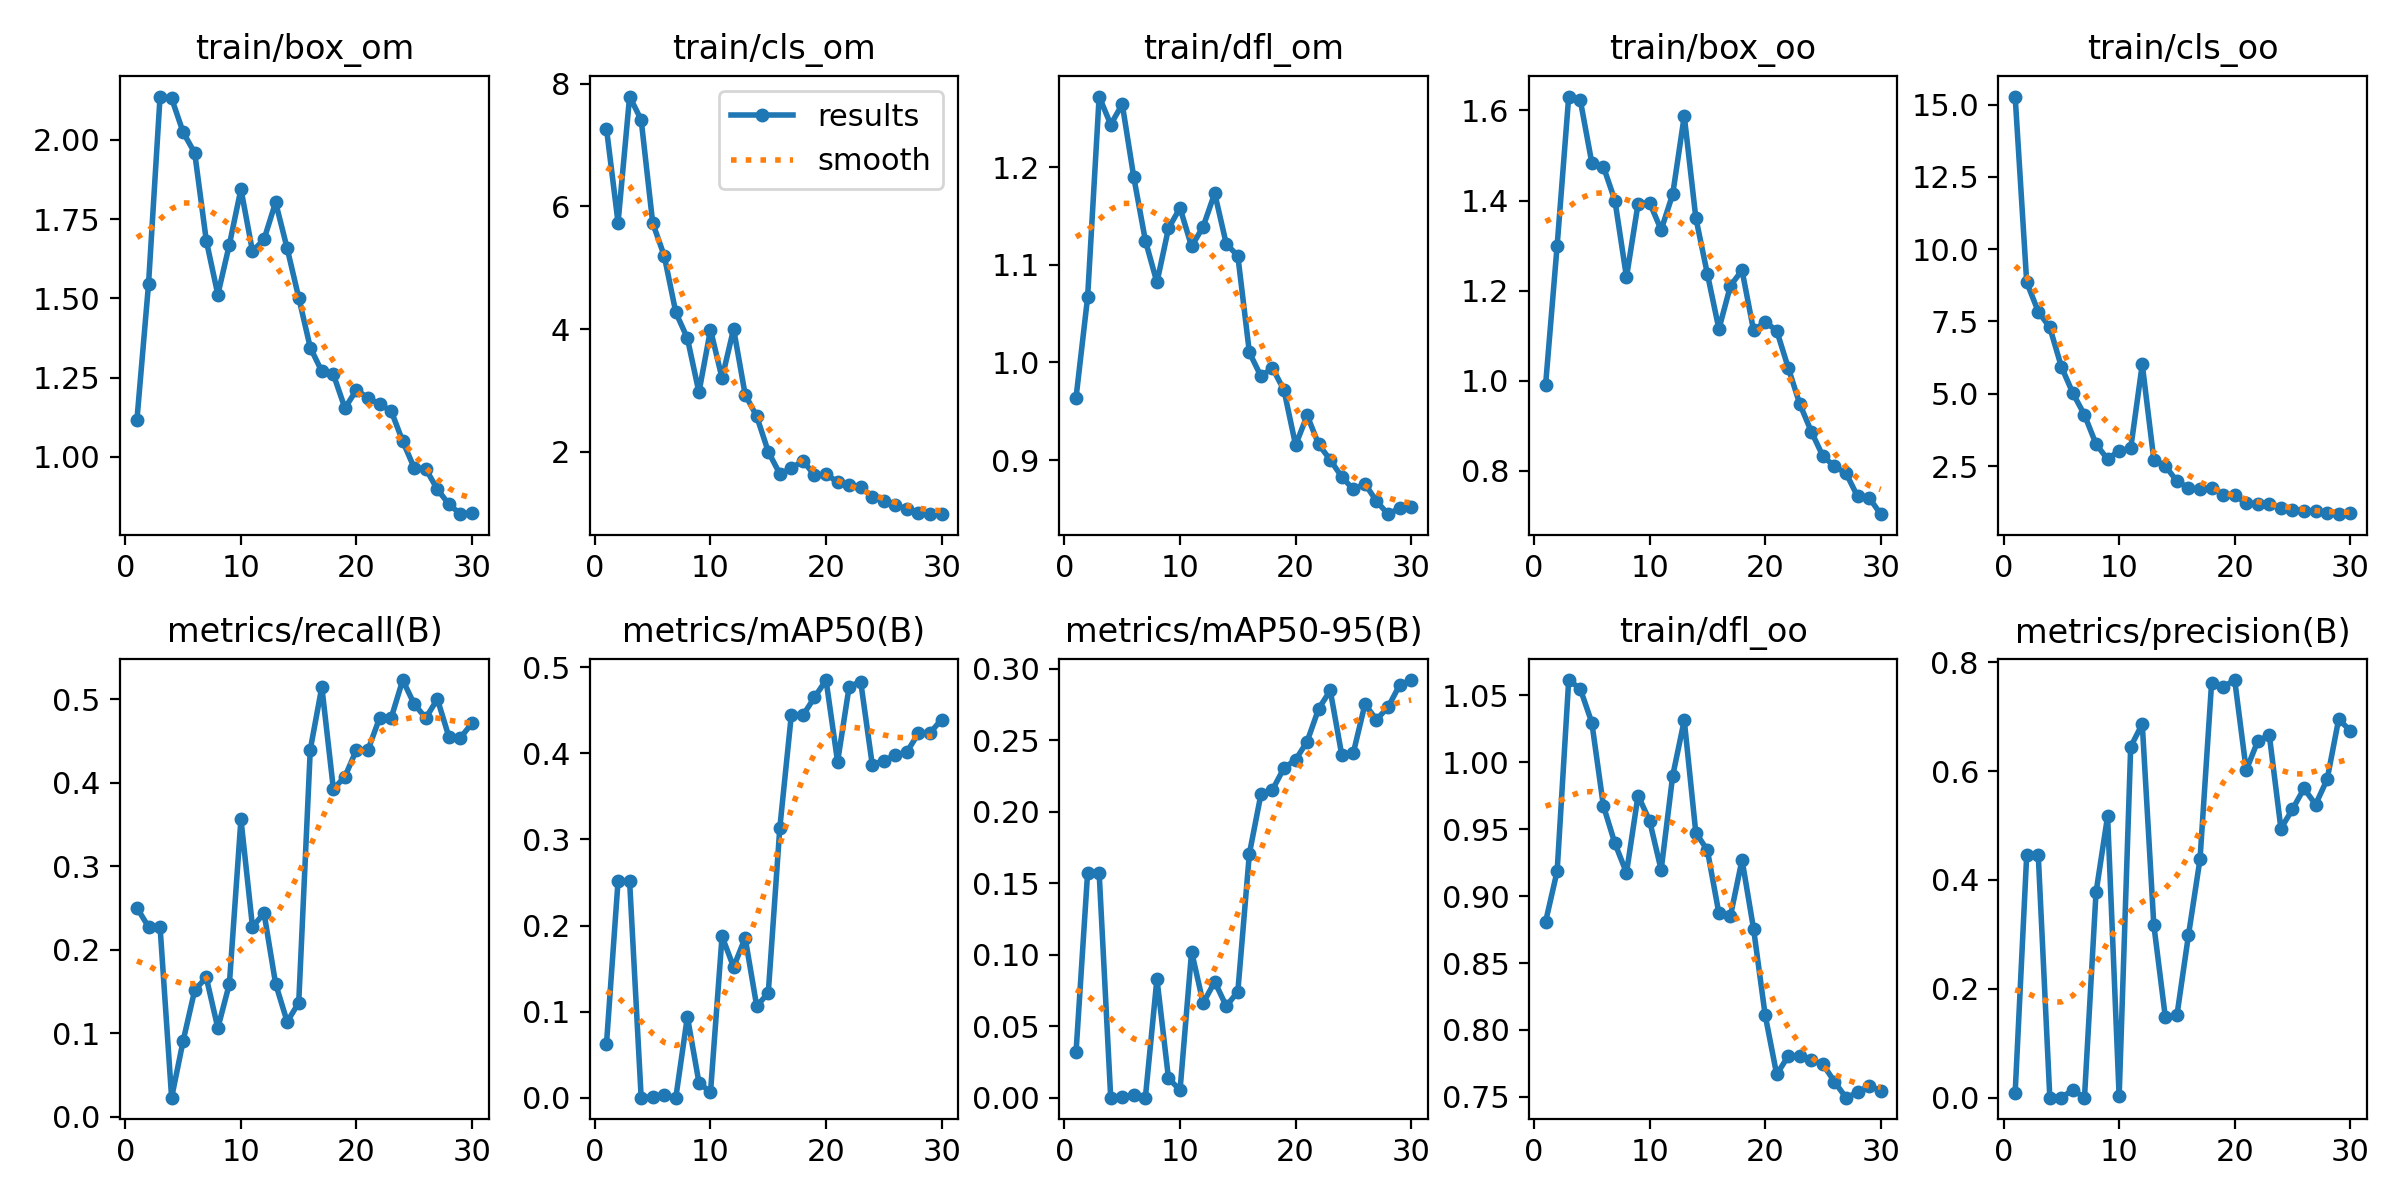 train/box_om
2.00
1.75
1.50
1.25
1.00
0 10 20 30
train/cls_om
8
6
4
2
0 10 20 30
results
smooth
train/dfl_om
1.2
1.1
1.0
0.9
0 10 20 30
train/box_oo
1.6
1.4
1.2
1.0
0.8
0 10 20 30
train/cls_oo
15.0
12.5
10.0
7.5
5.0
2.5
0 10 20 30
metrics/recall(B)
0.5
0.4
0.3
0.2
0.1
0.0
0 10 20 30
metrics/mAP50(B)
0.5
0.4
0.3
0.2
0.1
0.0
0 10 20 30
metrics/mAP50-95(B)
0.30
0.25
0.20
0.15
0.10
0.05
0.00
0 10 20 30
train/dfl_oo
1.05
1.00
0.95
0.90
0.85
0.80
0.75
0 10 20 30
metrics/precision(B)
0.8
0.6
0.4
0.2
0.0
0 10 20 30